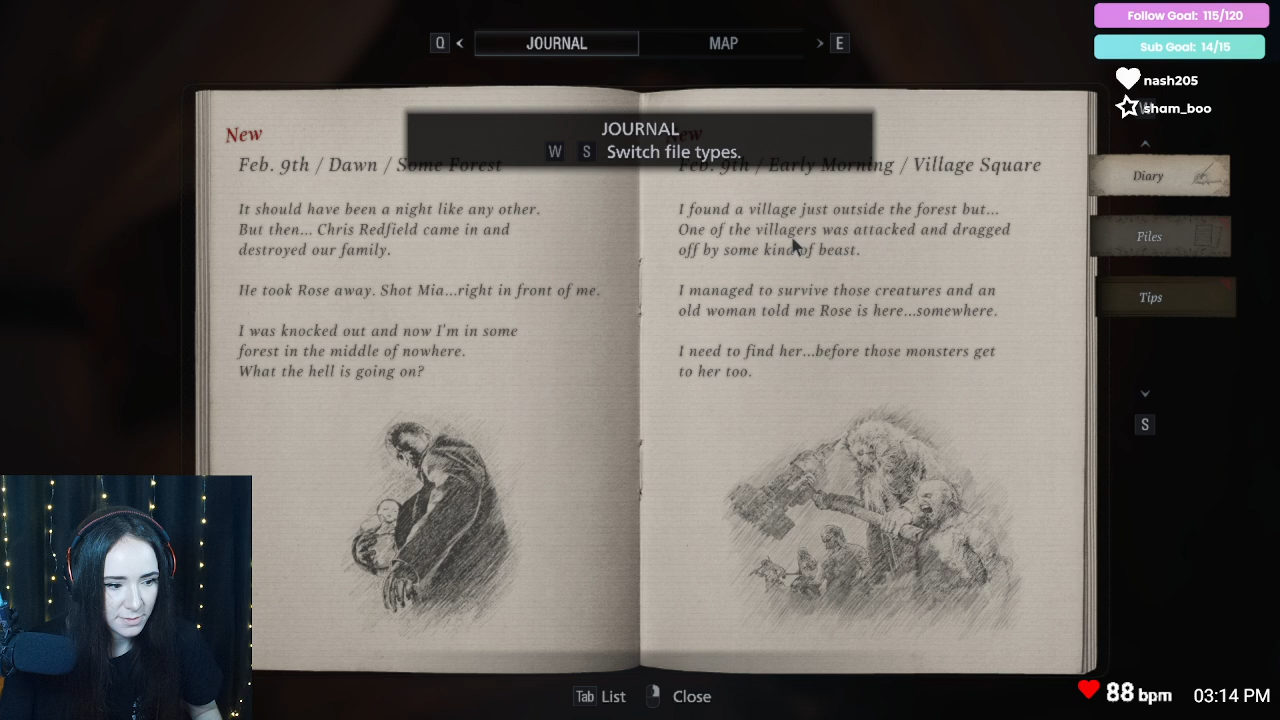 Follow Goal: 115/120
Sub Goal: 14/15
nash205
sham_boo
Q
JOURNAL
MAP
E
JOURNAL
W S Switch file types.
New
Feb. 9th / Dawn / Some Forest
It should have been a night like any other.
But then... Chris Redfield came in and
destroyed our family.
He took Rose away. Shot Mia...right in front of me.
I was knocked out and now I'm in some
forest in the middle of nowhere.
What the hell is going on?
New
Feb. 9th / Early Morning / Village Square
I found a village just outside the forest but...
One of the villagers was attacked and dragged
off by some kind of beast.
I managed to survive those creatures and an
old woman told me Rose is here...somewhere.
I need to find her...before those monsters get
to her too.
W
Diary
Files
Tips
S
Tab List
Close
88 bpm
03:14 PM